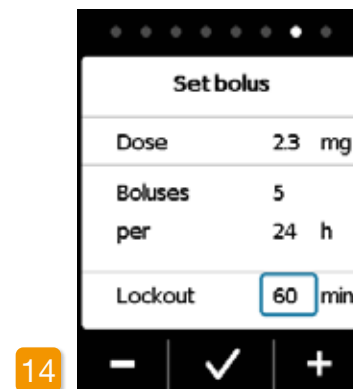 Set bolus
Dose 2.3 mg
Boluses 5
per 24 h
Lockout 60 min
14